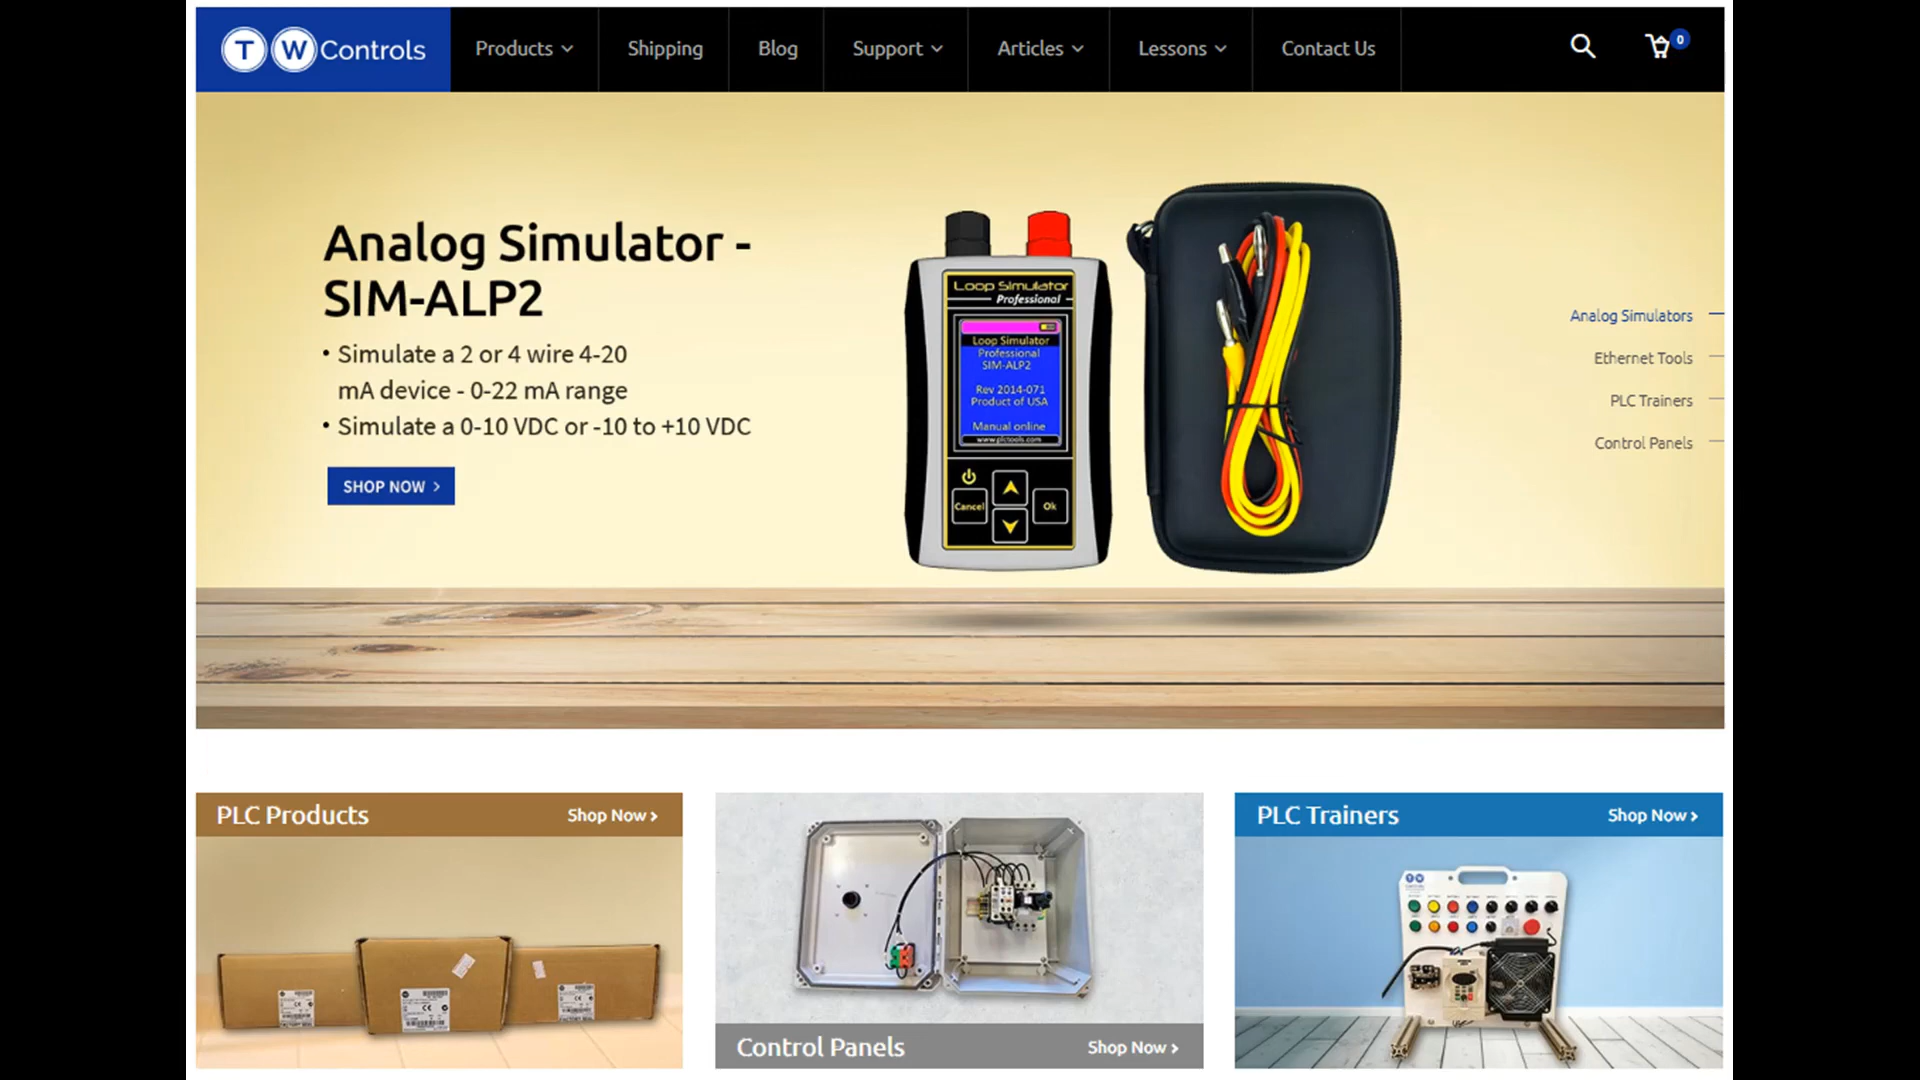 TW Controls
Products
Shipping
Blog
Support
Articles
Lessons
Contact Us
0
Analog Simulator -
SIM-ALP2
• Simulate a 2 or 4 wire 4-20
mA device - 0-22 mA range
• Simulate a 0-10 VDC or -10 to +10 VDC
SHOP NOW >
Loop Simulator
Professional
Loop Simulator
Professional
SIM-ALP2
Rev 2014-071
Product of USA
Manual online
www.plctools.com
Cancel
Ok
Analog Simulators
Ethernet Tools
PLC Trainers
Control Panels
PLC Products
Shop Now >
Control Panels
Shop Now >
PLC Trainers
Shop Now >
TW